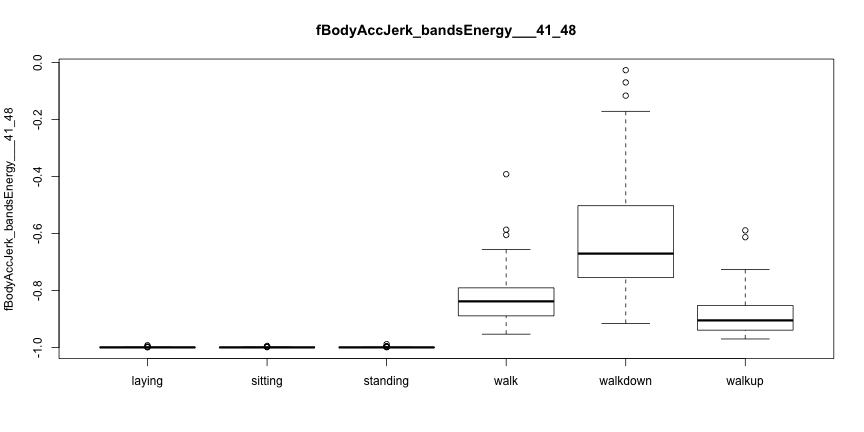 fBodyAccJerk_bandsEnergy___41_48
fBodyAccJerk_bandsEnergy___41_48
0.0
-0.2
-0.4
-0.6
-0.8
-1.0
laying sitting standing walk walkdown walkup